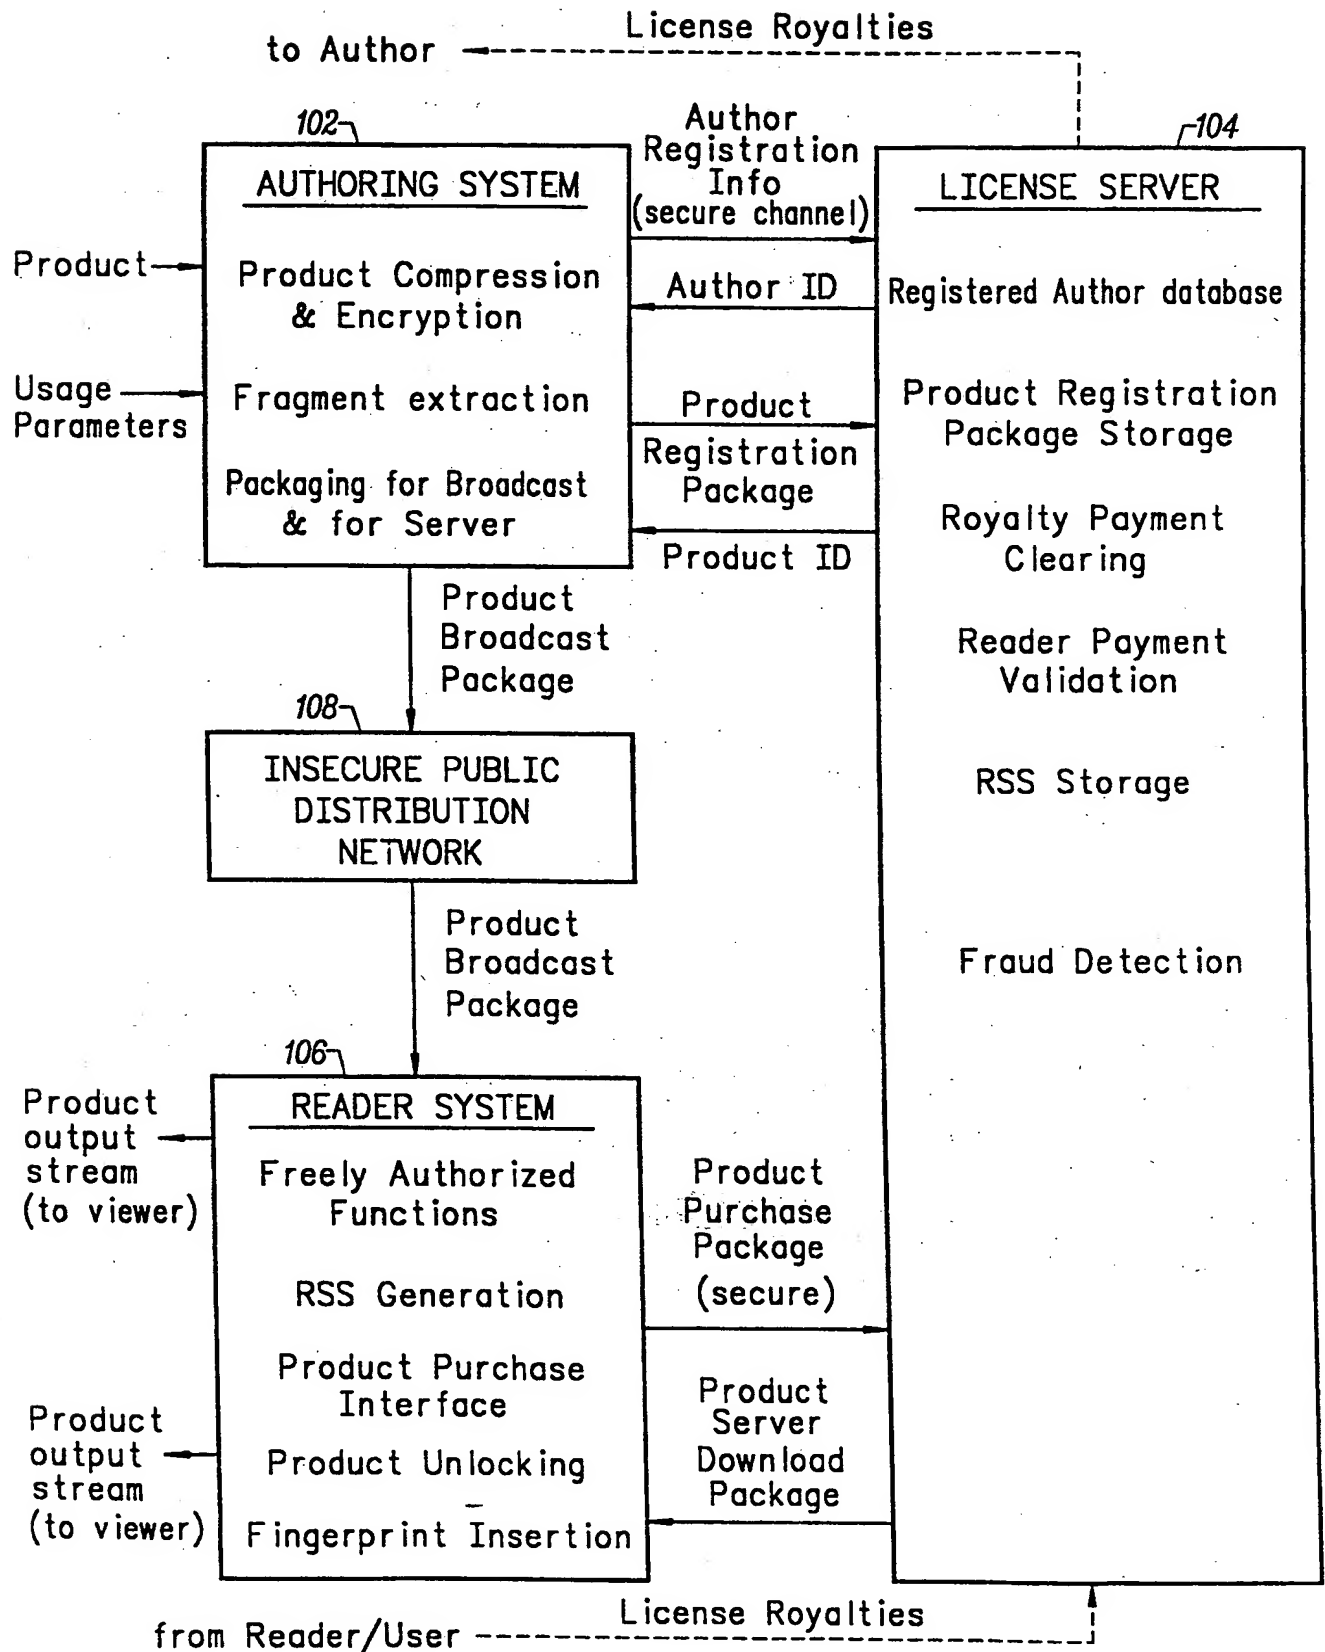 License Royalties
to Author
102
Author
Registration
Info
(secure channel)
104
AUTHORING SYSTEM
LICENSE SERVER
Product
Product Compression
& Encryption
Author ID
Registered Author database
Usage
Parameters
Fragment extraction
Product
Registration
Package
Product Registration
Package Storage
Packaging for Broadcast
& for Server
Product ID
Royalty Payment
Clearing
Product
Broadcast
Package
Reader Payment
Validation
108
INSECURE PUBLIC
DISTRIBUTION
NETWORK
RSS Storage
Product
Broadcast
Package
Fraud Detection
106
READER SYSTEM
Product
output
stream
(to viewer)
Freely Authorized
Functions
Product
Purchase
Package
(secure)
RSS Generation
Product Purchase
Interface
Product
Server
Download
Package
Product
output
stream
(to viewer)
Product Unlocking
Fingerprint Insertion
License Royalties
from Reader/User